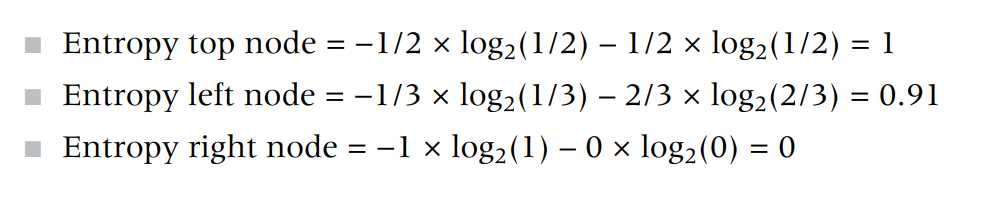 ■ Entropy top node = −1/2 × log₂(1/2) − 1/2 × log₂(1/2) = 1
■ Entropy left node = −1/3 × log₂(1/3) − 2/3 × log₂(2/3) = 0.91
■ Entropy right node = −1 × log₂(1) − 0 × log₂(0) = 0